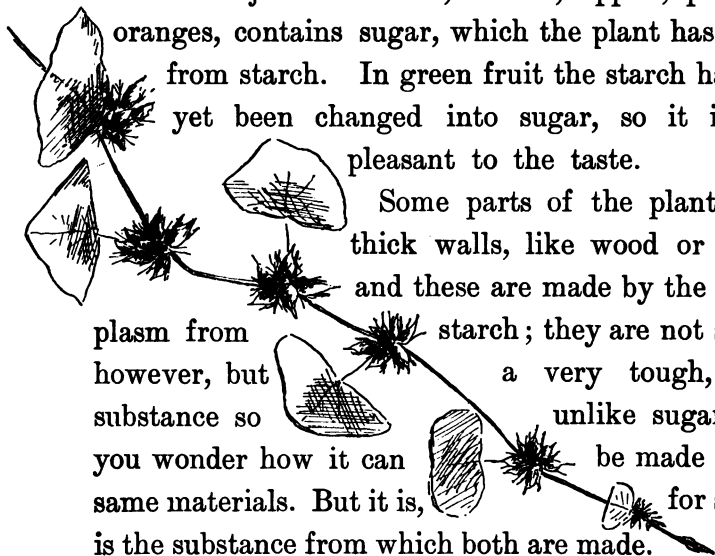 oranges, contains sugar, which the plant has
from starch. In green fruit the starch
yet been changed into sugar, so it
pleasant to the taste.
Some parts of the plant
thick walls, like wood or
and these are made by the
plasm from starch; they are not
however, but a very tough,
substance so unlike
you wonder how it can be made
same materials. But it is, for
is the substance from which both are made.